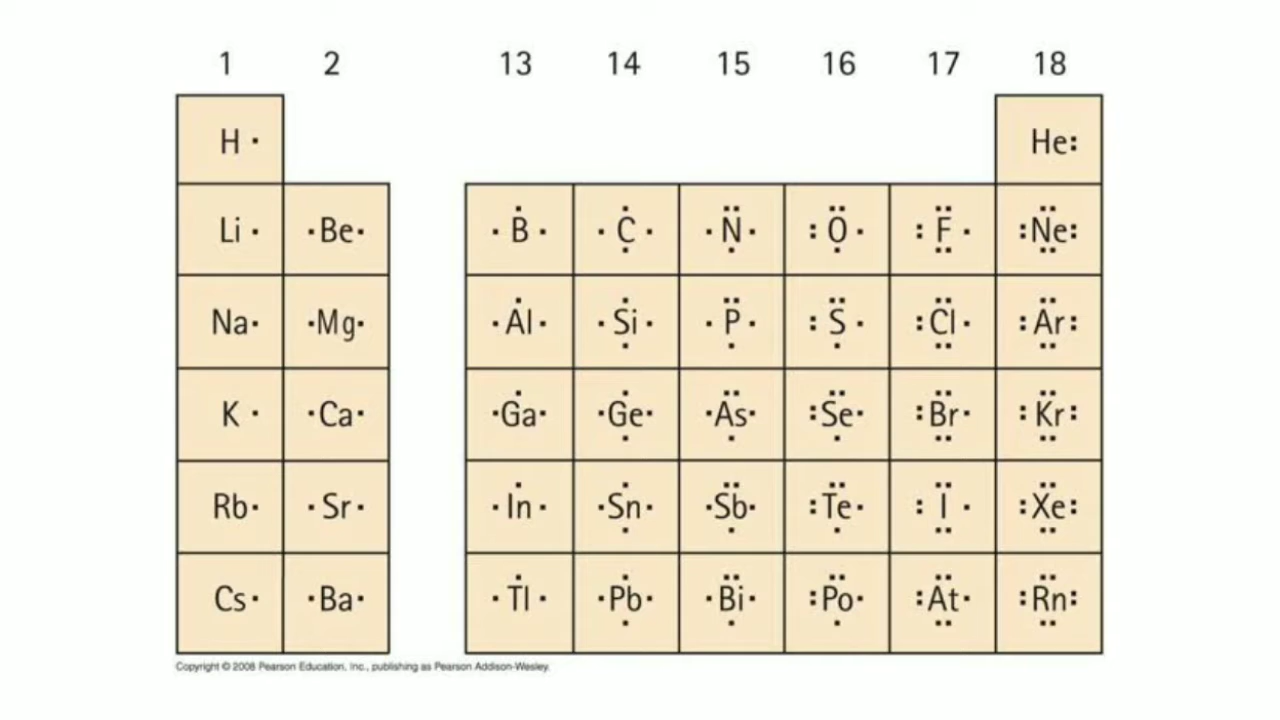 1 2 13 14 15 16 17 18
H He
Li Be B C N O F Ne
Na Mg Al Si P S Cl Ar
K Ca Ga Ge As Se Br Kr
Rb Sr In Sn Sb Te I Xe
Cs Ba Tl Pb Bi Po At Rn
Copyright © 2008 Pearson Education, Inc., publishing as Pearson Addison-Wesley.